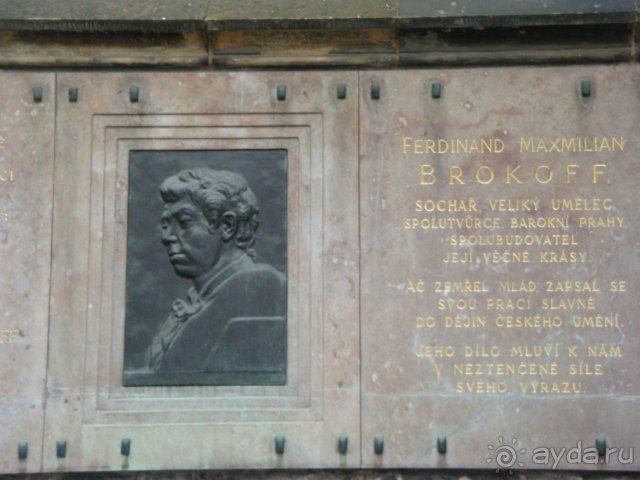 FERDINAND MAXMILIAN
BROKOFF
SOCHAŘ, VELIKÝ UMĚLEC,
SPOLUTVŮRCE BAROKNÍ PRAHY
SPOLUBUDOVATEL
JEJÍ VĚČNÉ KRÁSY.
AČ ZEMŘEL MLÁD, ZAPSAL SE
SVOU PRACÍ SLAVNĚ
DO DĚJIN ČESKÉHO UMĚNÍ.
JEHO DÍLO MLUVÍ K NÁM
V NEZTENČENÉ SÍLE
SVÉHO VÝRAZU.
ayda.ru